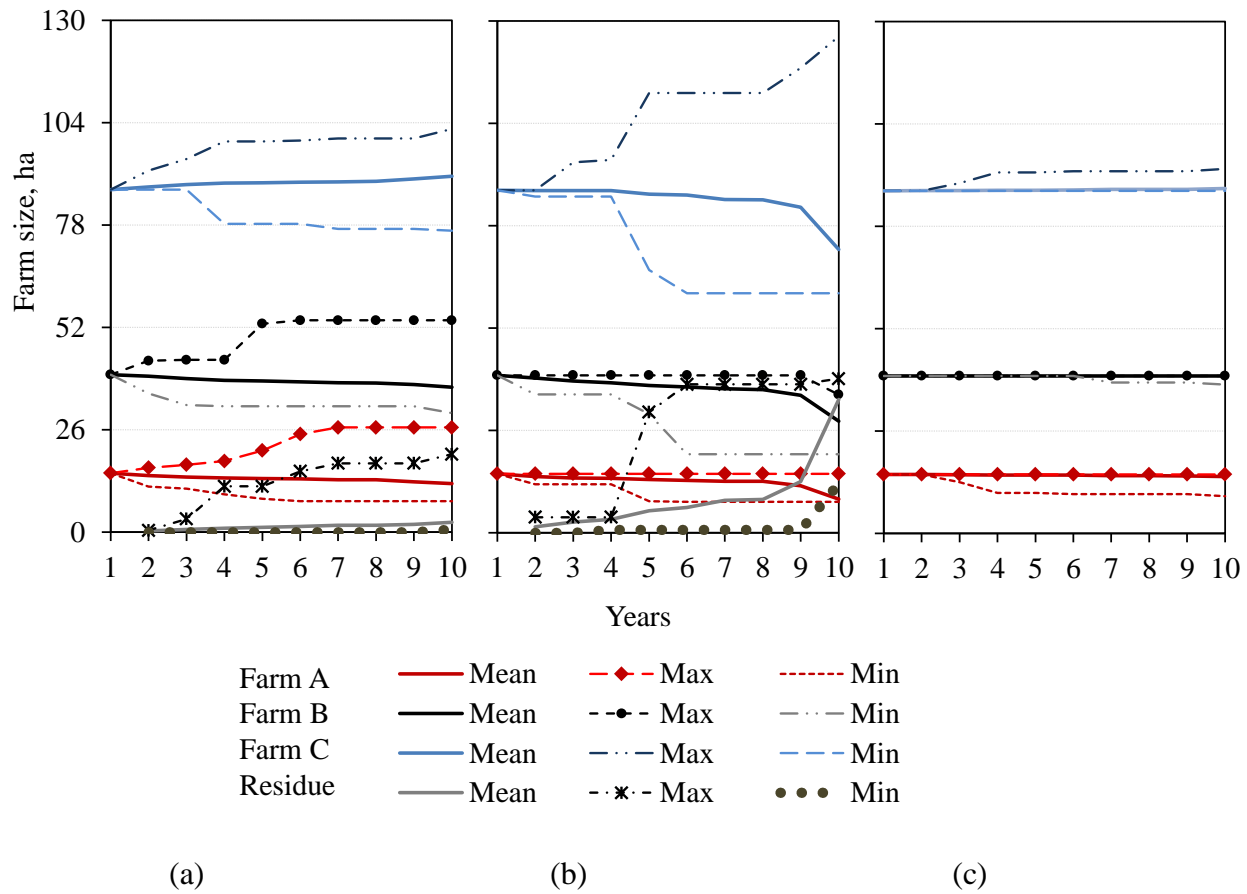 130
104
78
52
26
0
Farm size, ha
1 2 3 4 5 6 7 8 9 10
1 2 3 4 5 6 7 8 9 10
1 2 3 4 5 6 7 8 9 10
Years
Farm A Mean Max Min
Farm B Mean Max Min
Farm C Mean Max Min
Residue Mean Max Min
(a) (b) (c)